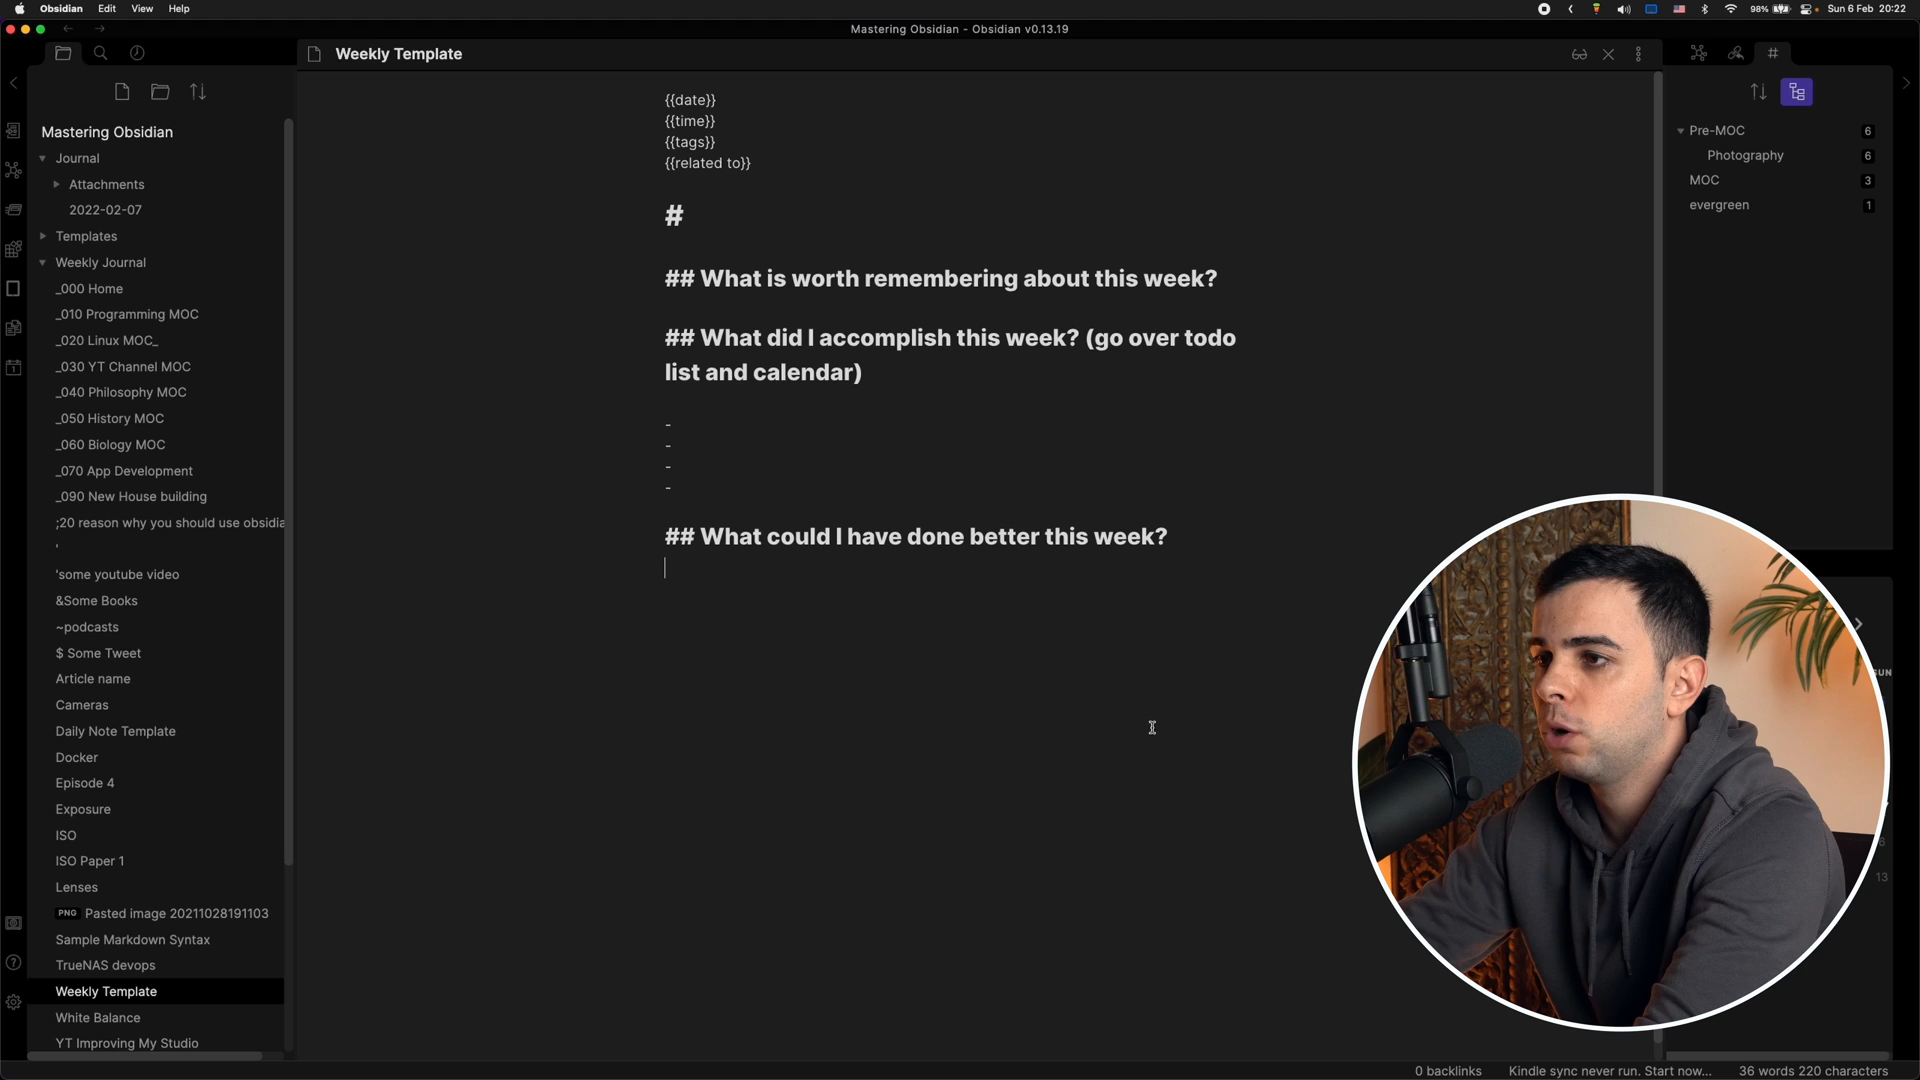 Obsidian Edit View Help
98% Sun 6 Feb 20:22
Mastering Obsidian - Obsidian v0.13.19
Weekly Template
Mastering Obsidian
Journal
Attachments
2022-02-07
Templates
Weekly Journal
_000 Home
_010 Programming MOC
_020 Linux MOC_
_030 YT Channel MOC
_040 Philosophy MOC
_050 History MOC
_060 Biology MOC
_070 App Development
_090 New House building
;20 reason why you should use obsidia
'
'some youtube video
&Some Books
~podcasts
$ Some Tweet
Article name
Cameras
Daily Note Template
Docker
Episode 4
Exposure
ISO
ISO Paper 1
Lenses
PNG Pasted image 20211028191103
Sample Markdown Syntax
TrueNAS devops
Weekly Template
White Balance
YT Improving My Studio
{{date}}
{{time}}
{{tags}}
{{related to}}
#
## What is worth remembering about this week?
## What did I accomplish this week? (go over todo
list and calendar)
-
-
-
-
## What could I have done better this week?
#
Pre-MOC 6
Photography 6
MOC 3
evergreen 1
SUN
6
13
0 backlinks Kindle sync never run. Start now... 36 words 220 characters